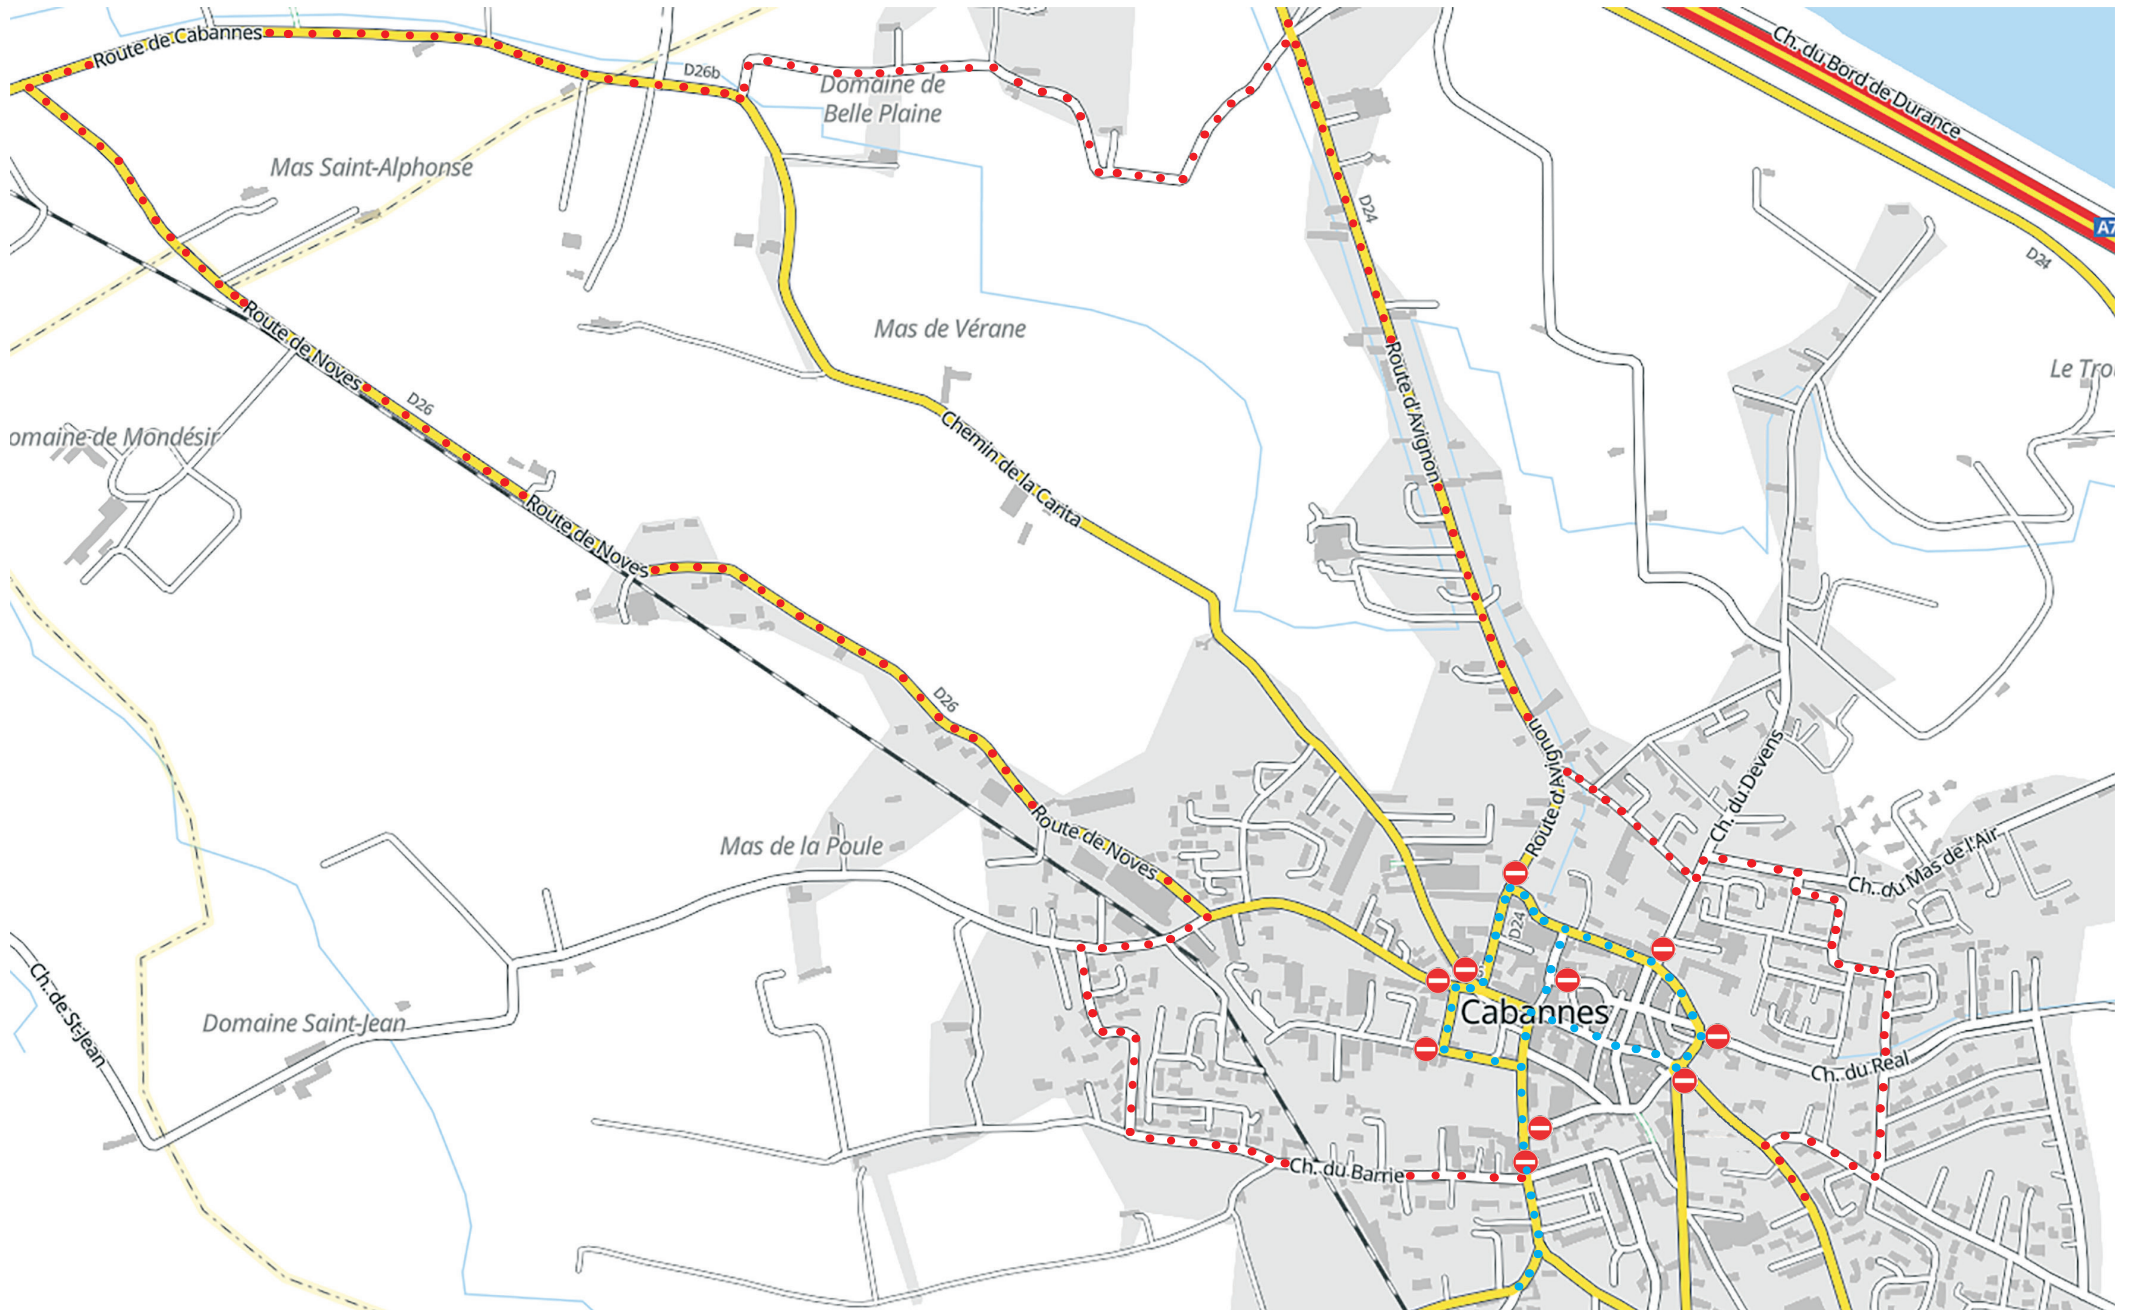 Route de Cabannes
D26b
Domaine de
Belle Plaine
Ch. du Bord de Durance
A7
D24
D24
Mas Saint-Alphonse
Route de Noves
D26
Mas de Vérane
Route d'Avignon
Le Tro
omaine de Mondésir
Chemin de la Carita
Route de Noves
D26
Route d'Avignon
Ch. du Devens
Route de Noves
Mas de la Poule
Ch. du Mas de l'Air
D24
Cabannes
Ch. de St-Jean
Domaine Saint-Jean
Ch. du Real
Ch. du Barrie